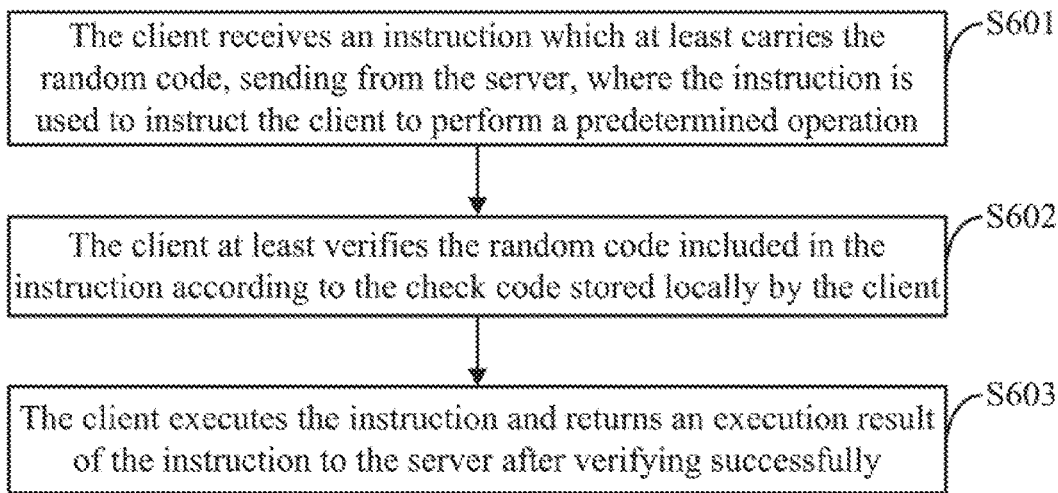 The client receives an instruction which at least carries the
random code, sending from the server, where the instruction is
used to instruct the client to perform a predetermined operation
S601
The client at least verifies the random code included in the
instruction according to the check code stored locally by the client
S602
The client executes the instruction and returns an execution result
of the instruction to the server after verifying successfully
S603